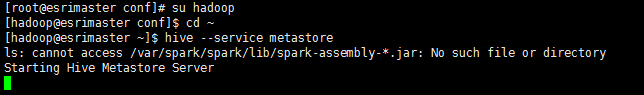 [root@esrimaster conf]# su hadoop
[hadoop@esrimaster conf]$ cd ~
[hadoop@esrimaster ~]$ hive --service metastore
ls: cannot access /var/spark/spark/lib/spark-assembly-*.jar: No such file or directory
Starting Hive Metastore Server